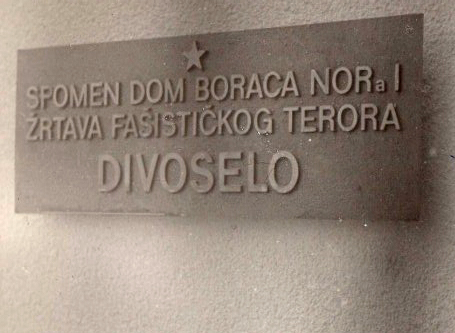 SPOMEN DOM BORACA NORa I
ŽRTAVA FAŠISTIČKOG TERORA
DIVOSELO